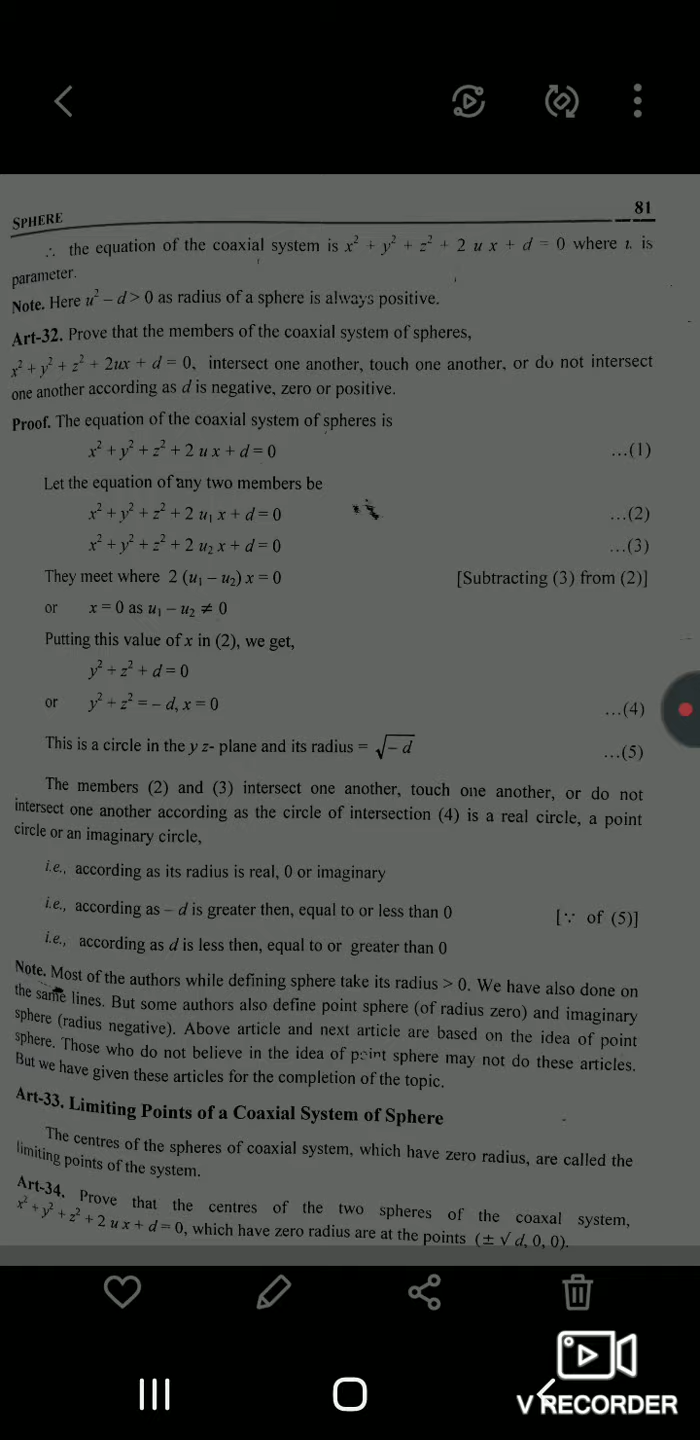 SPHERE 81
∴ the equation of the coaxial system is x² + y² + z² + 2 u x + d = 0 where is
parameter.
Note. Here u² – d > 0 as radius of a sphere is always positive.
Art-32. Prove that the members of the coaxial system of spheres,
x² + y² + z² + 2ux + d = 0, intersect one another, touch one another, or do not intersect
one another according as d is negative, zero or positive.
Proof. The equation of the coaxial system of spheres is
x² + y² + z² + 2 u x + d = 0 ...(1)
Let the equation of any two members be
x² + y² + z² + 2 u₁ x + d = 0 ...(2)
x² + y² + z² + 2 u₂ x + d = 0 ...(3)
They meet where 2 (u₁ – u₂) x = 0 [Subtracting (3) from (2)]
or x = 0 as u₁ – u₂ ≠ 0
Putting this value of x in (2), we get,
y² + z² + d = 0
or y² + z² = – d, x = 0 ...(4)
This is a circle in the y z- plane and its radius = √– d ...(5)
The members (2) and (3) intersect one another, touch one another, or do not
intersect one another according as the circle of intersection (4) is a real circle, a point
circle or an imaginary circle,
i.e., according as its radius is real, 0 or imaginary
i.e., according as – d is greater then, equal to or less than 0 [∵ of (5)]
i.e., according as d is less then, equal to or greater than 0
Note. Most of the authors while defining sphere take its radius > 0. We have also done on
the same lines. But some authors also define point sphere (of radius zero) and imaginary
sphere (radius negative). Above article and next article are based on the idea of point
sphere. Those who do not believe in the idea of point sphere may not do these articles.
But we have given these articles for the completion of the topic.
Art-33. Limiting Points of a Coaxial System of Sphere
The centres of the spheres of coaxial system, which have zero radius, are called the
limiting points of the system.
Art-34. Prove that the centres of the two spheres of the coaxal system,
x² + y² + z² + 2 u x + d = 0, which have zero radius are at the points (± √ d, 0, 0).
V RECORDER